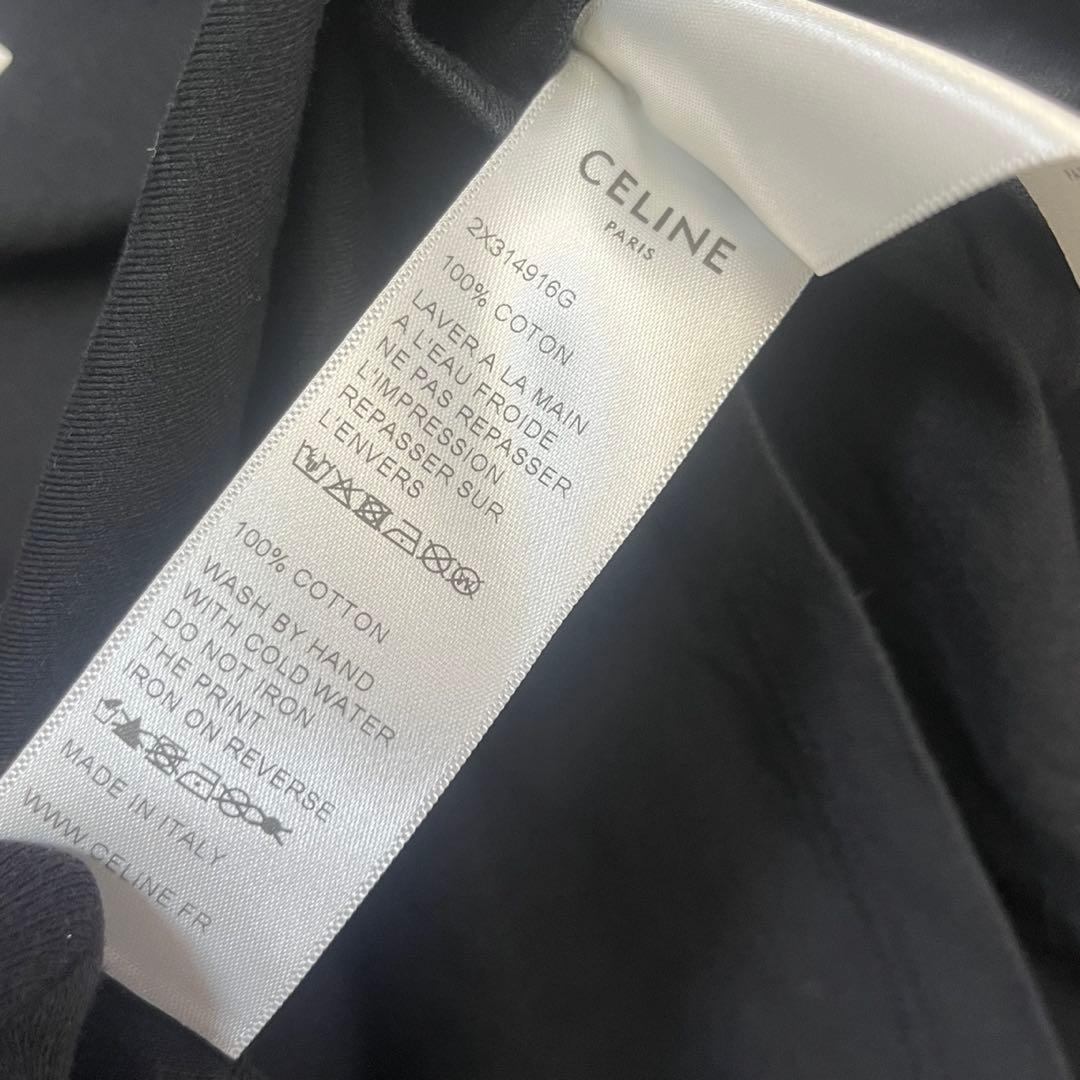 CELINE
PARIS
2X314916G
100% COTON
LAVER A LA MAIN
A L'EAU FROIDE
NE PAS REPASSER
L'IMPRESSION
REPASSER SUR
L'ENVERS
100% COTTON
WASH BY HAND
WITH COLD WATER
DO NOT IRON
THE PRINT
IRON ON REVERSE
MADE IN ITALY
WWW.CELINE.FR